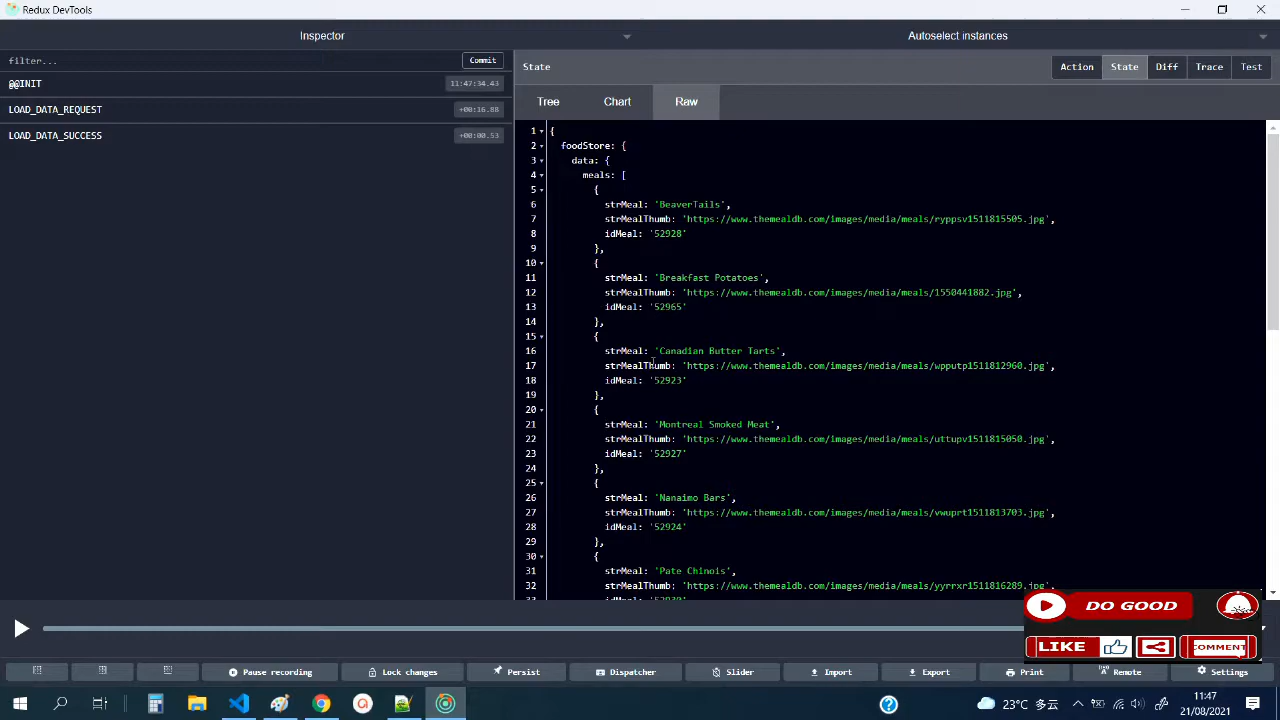 Redux DevTools
Inspector
Autoselect instances
filter...
Commit
State
Action
State
Diff
Trace
Test
@@INIT
11:47:34.43
LOAD_DATA_REQUEST
+00:16.88
LOAD_DATA_SUCCESS
+00:00.53
Tree
Chart
Raw
1 {
2 foodStore: {
3 data: {
4 meals: [
5 {
6 strMeal: 'BeaverTails',
7 strMealThumb: 'https://www.themealdb.com/images/media/meals/ryppsv1511815505.jpg',
8 idMeal: '52928'
9 },
10 {
11 strMeal: 'Breakfast Potatoes',
12 strMealThumb: 'https://www.themealdb.com/images/media/meals/1550441882.jpg',
13 idMeal: '52965'
14 },
15 {
16 strMeal: 'Canadian Butter Tarts',
17 strMealThumb: 'https://www.themealdb.com/images/media/meals/wpputp1511812960.jpg',
18 idMeal: '52923'
19 },
20 {
21 strMeal: 'Montreal Smoked Meat',
22 strMealThumb: 'https://www.themealdb.com/images/media/meals/uttupv1511815050.jpg',
23 idMeal: '52927'
24 },
25 {
26 strMeal: 'Nanaimo Bars',
27 strMealThumb: 'https://www.themealdb.com/images/media/meals/vwuprt1511813703.jpg',
28 idMeal: '52924'
29 },
30 {
31 strMeal: 'Pate Chinois',
32 strMealThumb: 'https://www.themealdb.com/images/media/meals/yyrrxr1511816289.jpg',
DO GOOD
LIKE
COMMENT
Pause recording
Lock changes
Persist
Dispatcher
Slider
Import
Export
Print
Remote
Settings
23°C 多云
11:47
21/08/2021